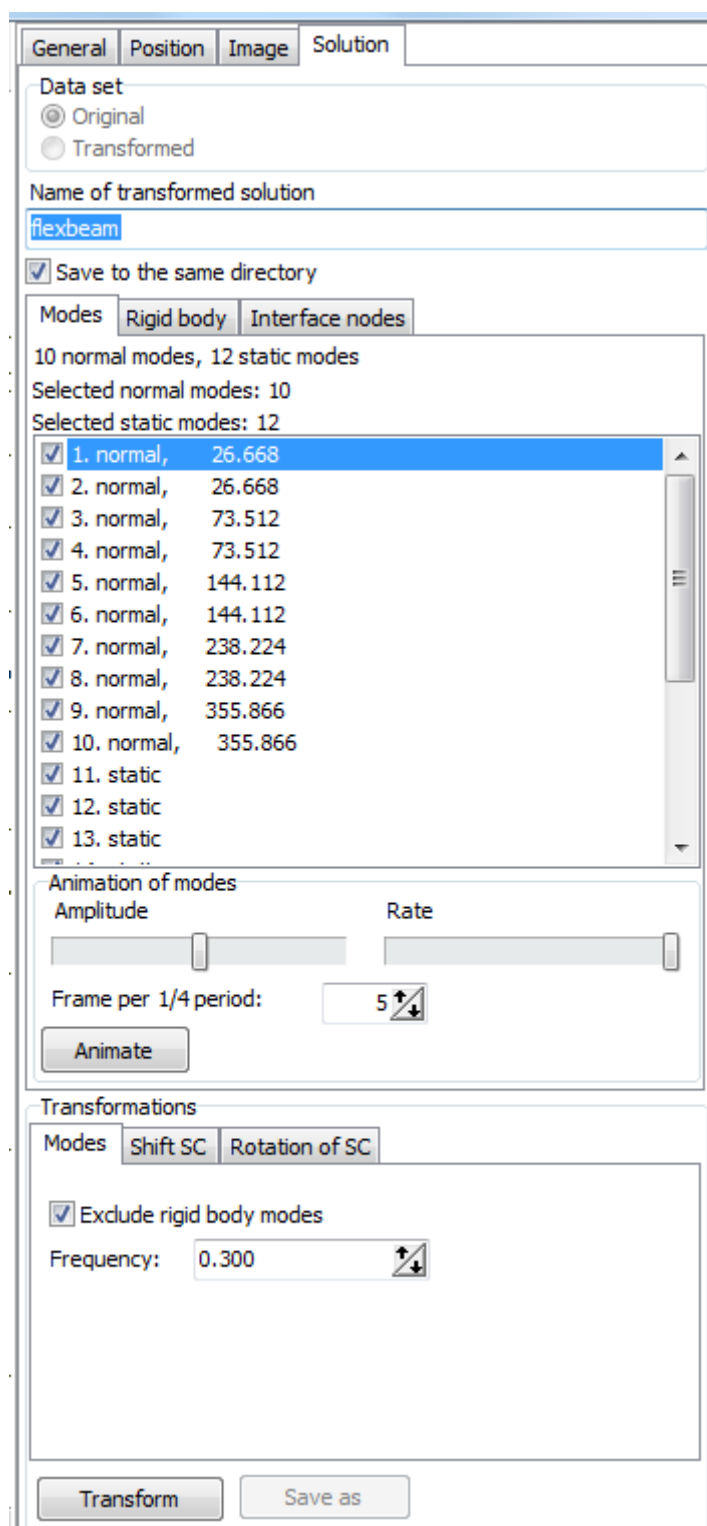 General Position Image Solution
Data set
Original
Transformed
Name of transformed solution
flexbeam
Save to the same directory
Modes Rigid body Interface nodes
10 normal modes, 12 static modes
Selected normal modes: 10
Selected static modes: 12
1. normal, 26.668
2. normal, 26.668
3. normal, 73.512
4. normal, 73.512
5. normal, 144.112
6. normal, 144.112
7. normal, 238.224
8. normal, 238.224
9. normal, 355.866
10. normal, 355.866
11. static
12. static
13. static
Animation of modes
Amplitude Rate
Frame per 1/4 period: 5
Animate
Transformations
Modes Shift SC Rotation of SC
Exclude rigid body modes
Frequency: 0.300
Transform Save as